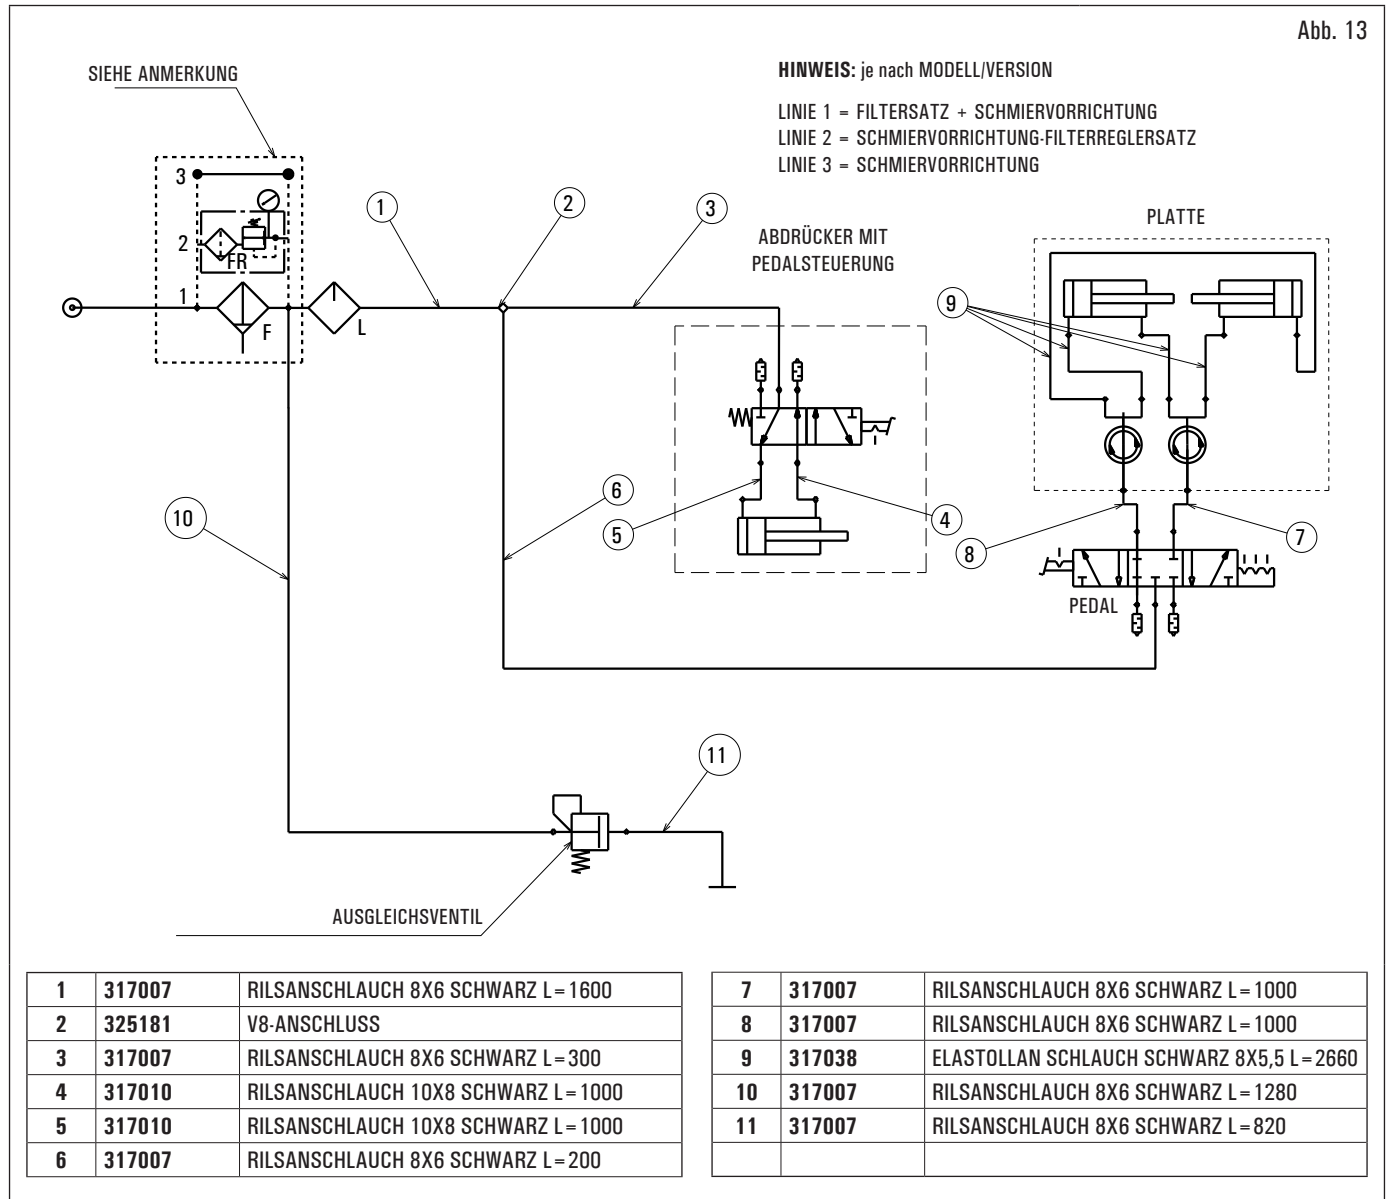 Abb. 13
SIEHE ANMERKUNG
HINWEIS: je nach MODELL/VERSION
LINIE 1 = FILTERSATZ + SCHMIERVORRICHTUNG
LINIE 2 = SCHMIERVORRICHTUNG-FILTERREGLERSATZ
LINIE 3 = SCHMIERVORRICHTUNG
3
2
FR
1
F
L
1
2
3
ABDRÜCKER MIT
PEDALSTEUERUNG
PLATTE
9
10
6
5
4
8
7
PEDAL
11
AUSGLEICHSVENTIL
1 317007 RILSANSCHLAUCH 8X6 SCHWARZ L=1600
2 325181 V8-ANSCHLUSS
3 317007 RILSANSCHLAUCH 8X6 SCHWARZ L=300
4 317010 RILSANSCHLAUCH 10X8 SCHWARZ L=1000
5 317010 RILSANSCHLAUCH 10X8 SCHWARZ L=1000
6 317007 RILSANSCHLAUCH 8X6 SCHWARZ L=200
7 317007 RILSANSCHLAUCH 8X6 SCHWARZ L=1000
8 317007 RILSANSCHLAUCH 8X6 SCHWARZ L=1000
9 317038 ELASTOLLAN SCHLAUCH SCHWARZ 8X5,5 L=2660
10 317007 RILSANSCHLAUCH 8X6 SCHWARZ L=1280
11 317007 RILSANSCHLAUCH 8X6 SCHWARZ L=820